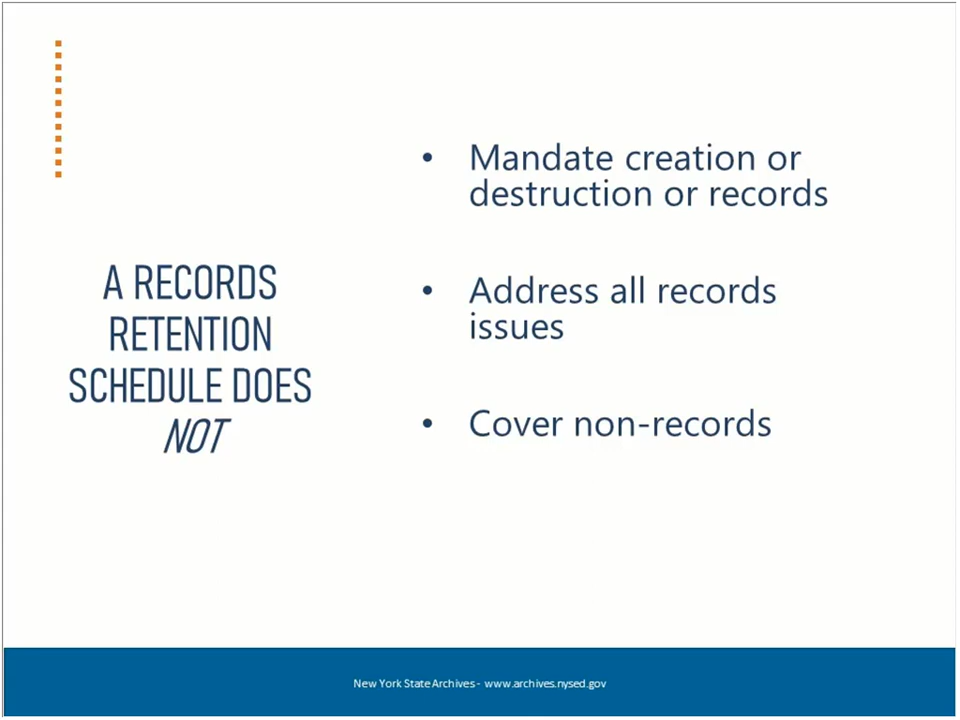 A RECORDS
RETENTION
SCHEDULE DOES
NOT
• Mandate creation or
destruction or records
• Address all records
issues
• Cover non-records
New York State Archives - www.archives.nysed.gov